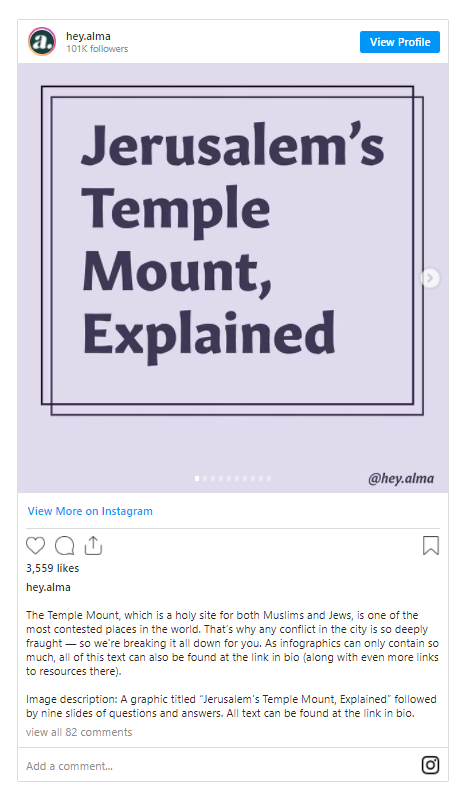 hey.alma
101K followers
View Profile
Jerusalem’s
Temple
Mount,
Explained
@hey.alma
View More on Instagram
3,559 likes
hey.alma
The Temple Mount, which is a holy site for both Muslims and Jews, is one of the
most contested places in the world. That’s why any conflict in the city is so deeply
fraught — so we’re breaking it all down for you. As infographics can only contain so
much, all of this text can also be found at the link in bio (along with even more links
to resources there).
Image description: A graphic titled “Jerusalem’s Temple Mount, Explained” followed
by nine slides of questions and answers. All text can be found at the link in bio.
view all 82 comments
Add a comment...